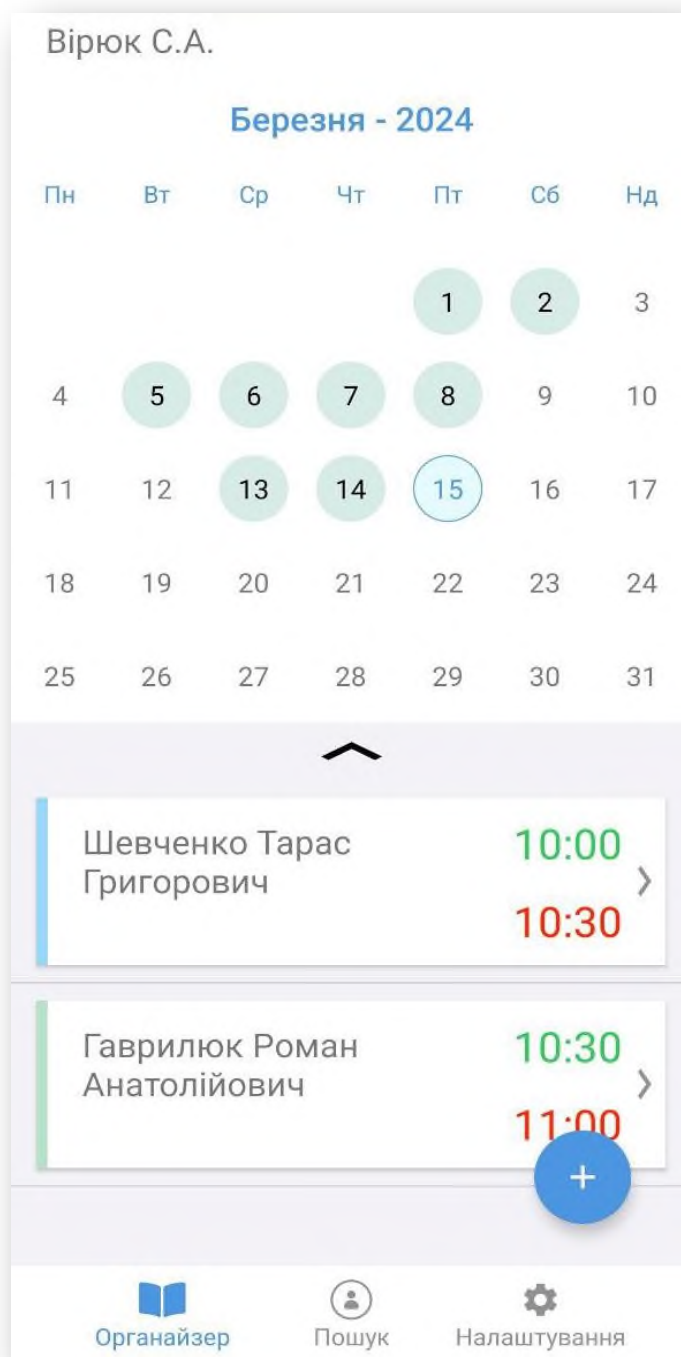 Вірюк С.А.
Березня - 2024
Пн Вт Ср Чт Пт Сб Нд
1 2 3
4 5 6 7 8 9 10
11 12 13 14 15 16 17
18 19 20 21 22 23 24
25 26 27 28 29 30 31
Шевченко Тарас
Григорович
10:00
10:30
Гаврилюк Роман
Анатолійович
10:30
11:00
+
Органайзер Пошук Налаштування